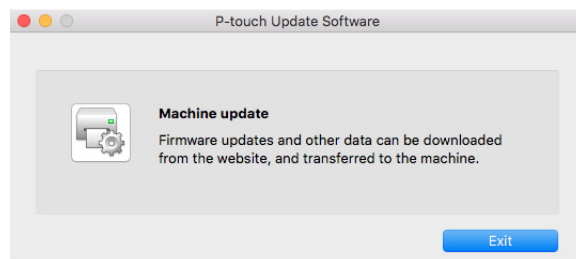 P-touch Update Software
Machine update
Firmware updates and other data can be downloaded
from the website, and transferred to the machine.
Exit